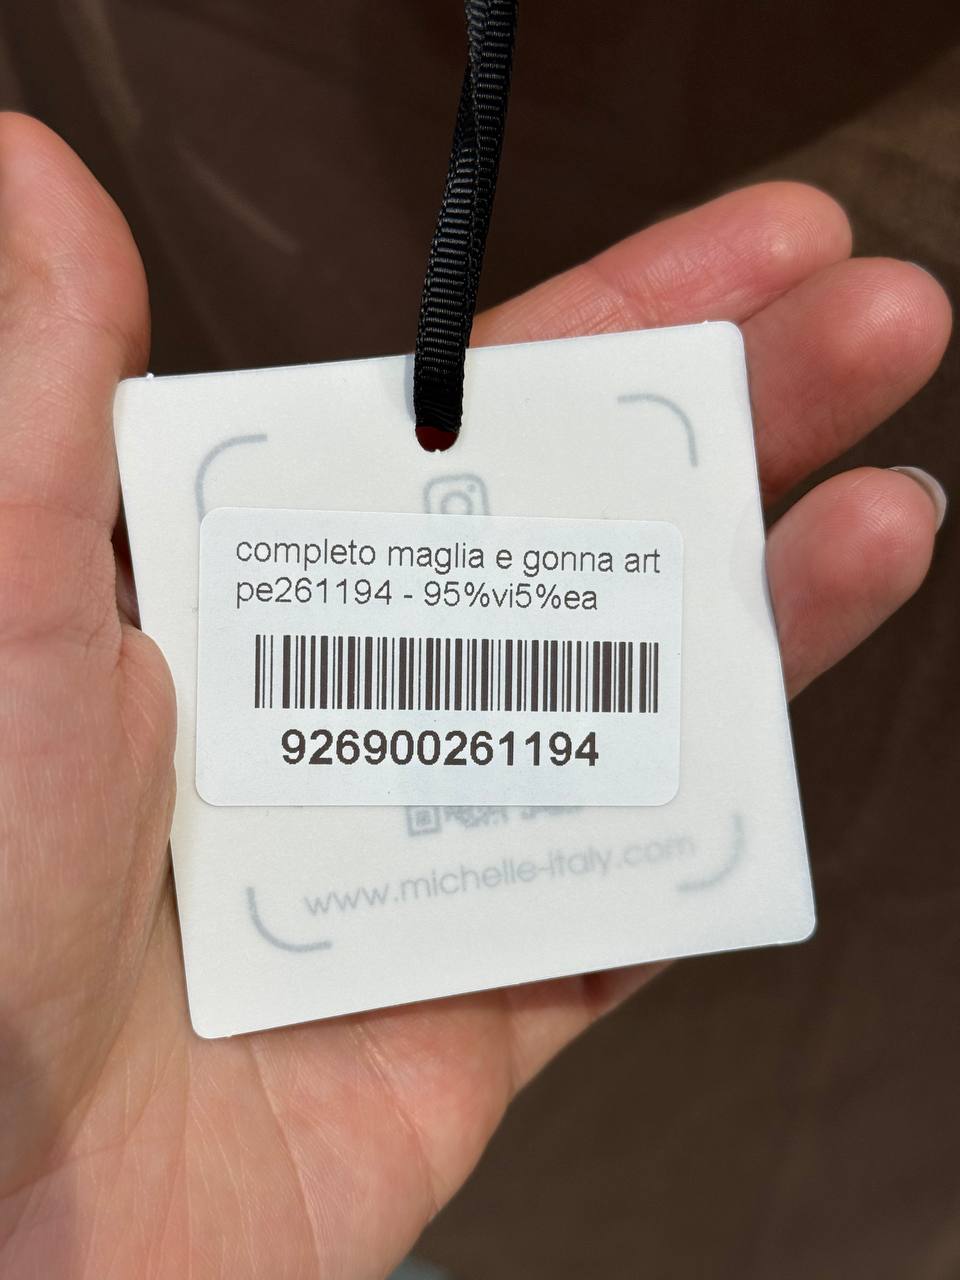 completo maglia e gonna art
pe261194 - 95%vi5%ea
926900261194
www.michelle-italy.com